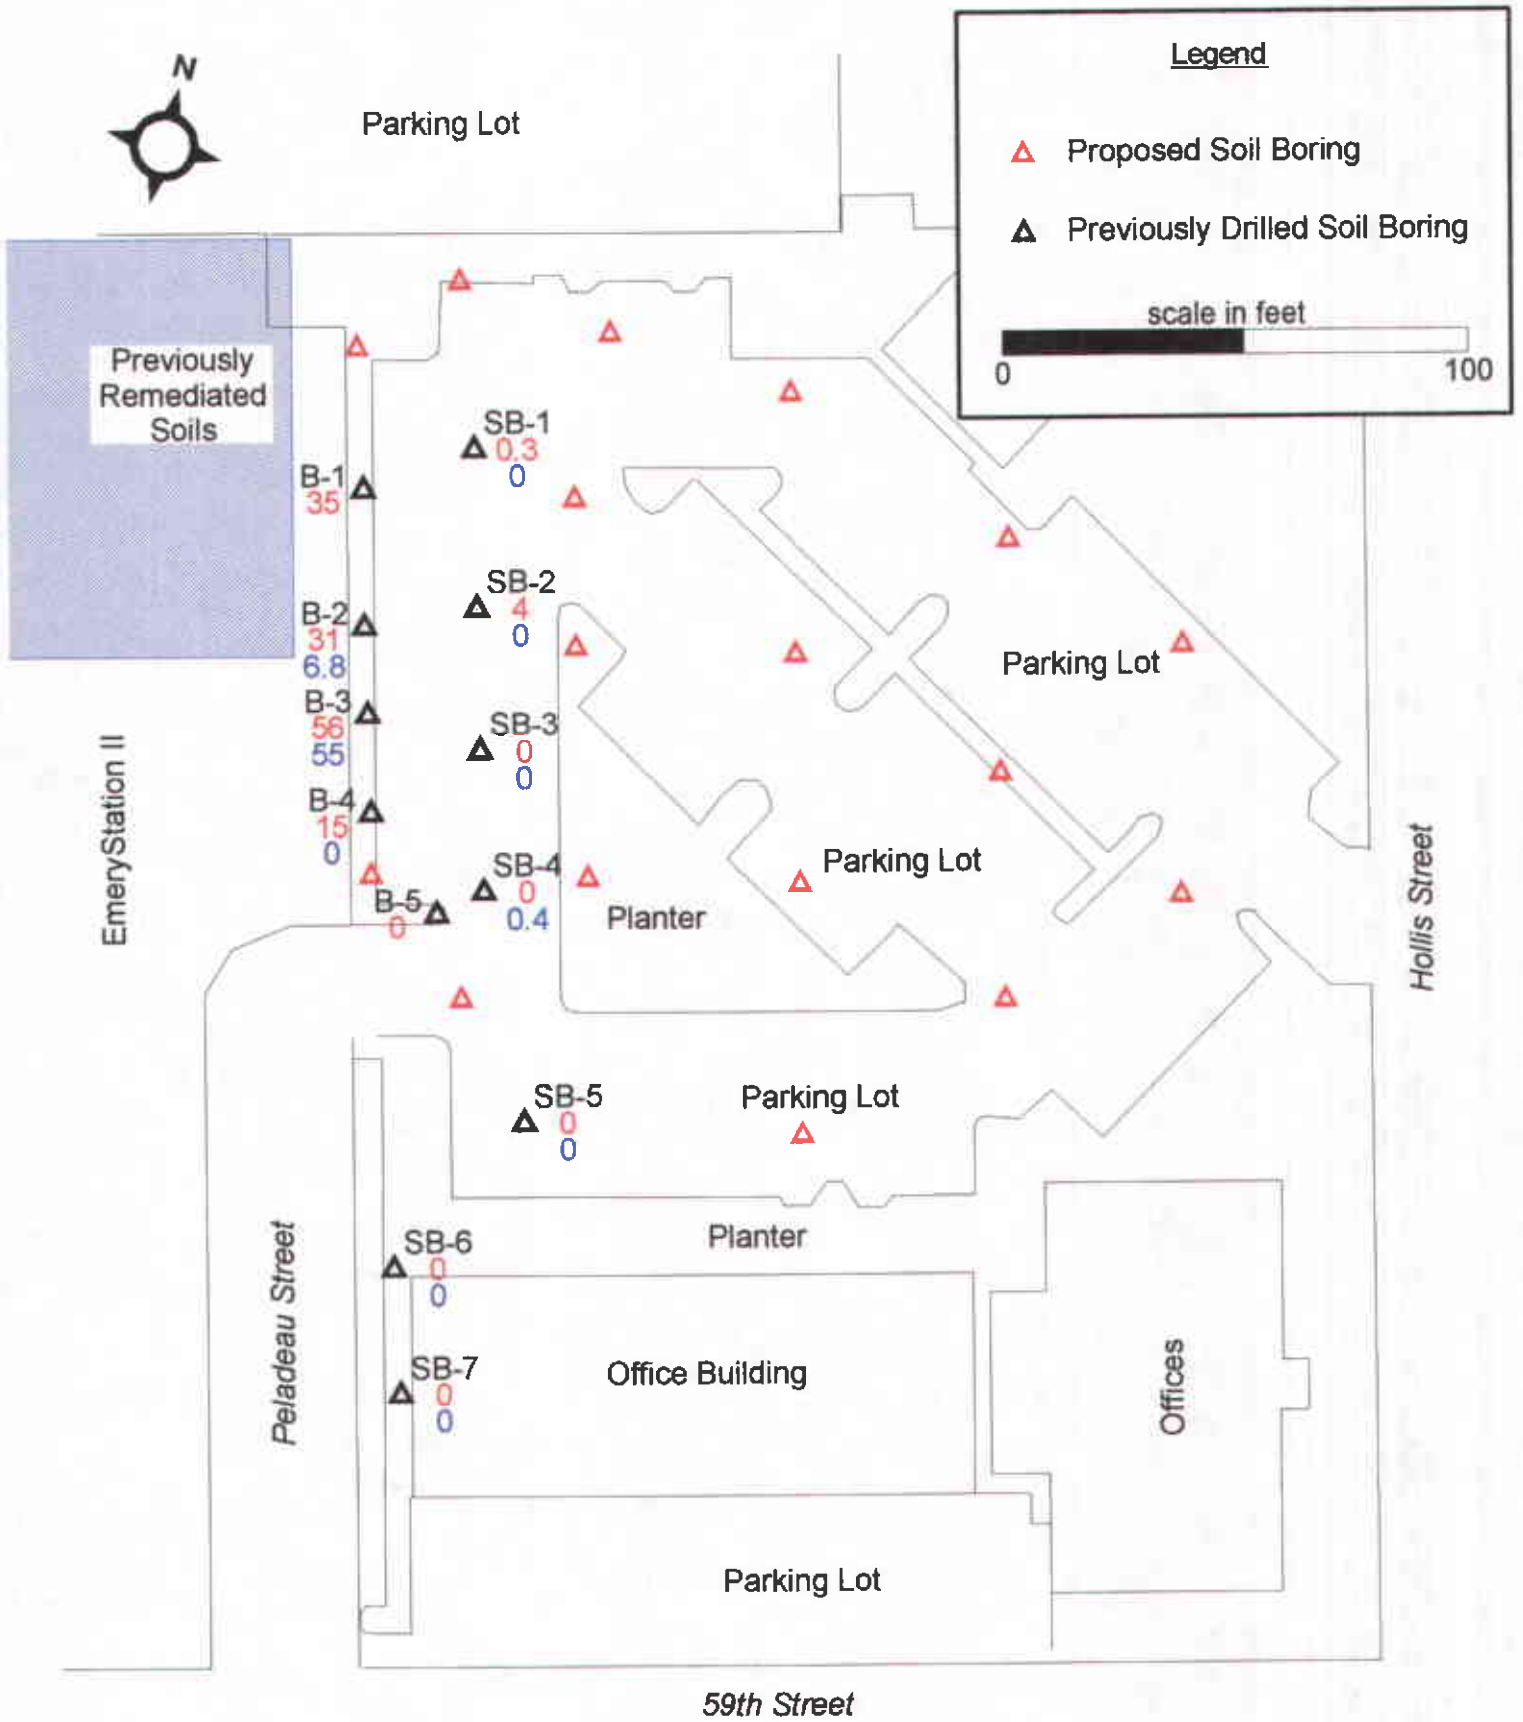 N
Parking Lot
Legend
Proposed Soil Boring
Previously Drilled Soil Boring
scale in feet
0
100
Previously
Remediated
Soils
SB-1
0.3
0
B-1
35
SB-2
4
0
B-2
31
6.8
Parking Lot
B-3
56
55
SB-3
0
0
EmeryStation II
B-4
15
0
Parking Lot
SB-4
0
0.4
B-5
0
Planter
Hollis Street
SB-5
0
0
Parking Lot
Peladeau Street
SB-6
0
0
Planter
SB-7
0
0
Office Building
Offices
Parking Lot
59th Street